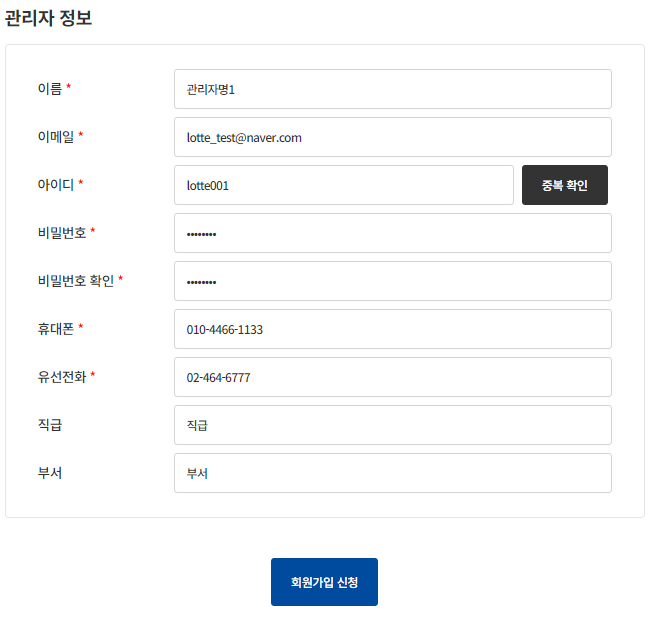 관리자 정보
이름 *
관리자명1
이메일 *
lotte_test@naver.com
아이디 *
lotte001
중복 확인
비밀번호 *
••••••••
비밀번호 확인 *
••••••••
휴대폰 *
010-4466-1133
유선전화 *
02-464-6777
직급
직급
부서
부서
회원가입 신청